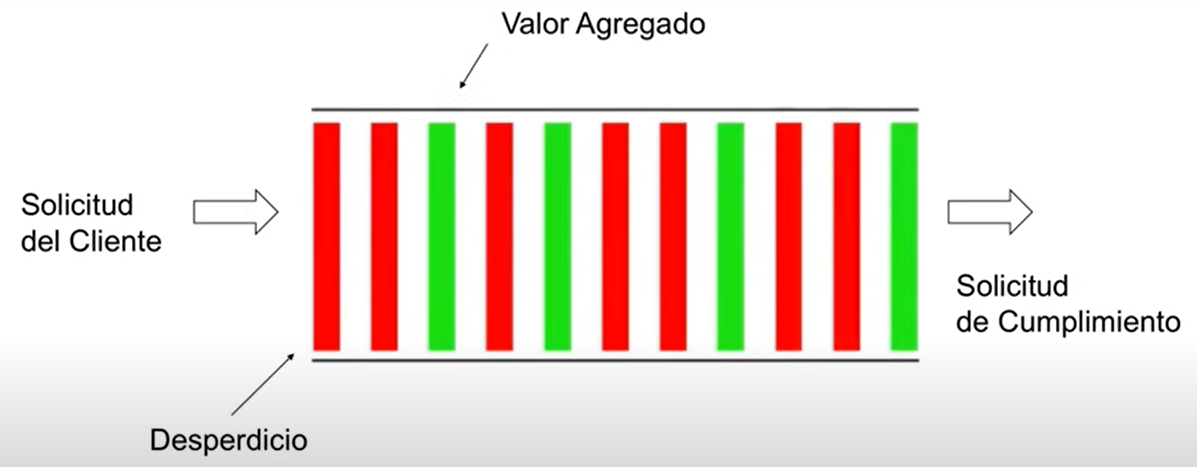 Valor Agregado
Solicitud
del Cliente
Solicitud
de Cumplimiento
Desperdicio